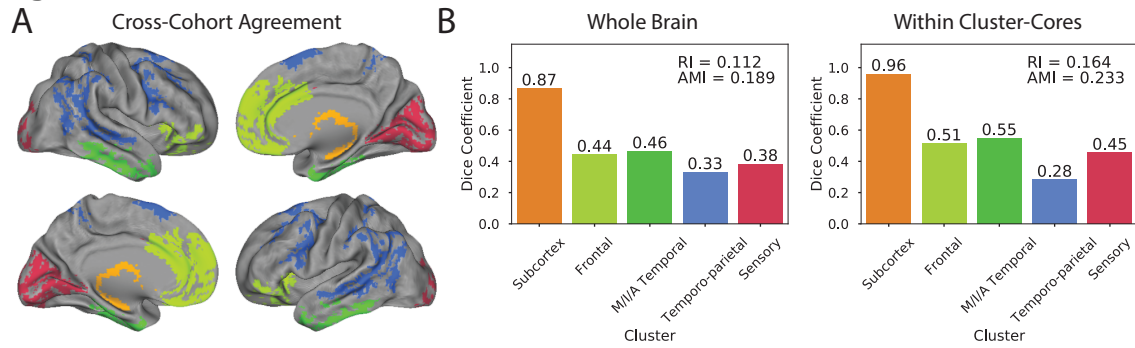 A
Cross-Cohort Agreement
B
Whole Brain
Dice Coefficient
1.0
0.8
0.6
0.4
0.2
0.0
RI = 0.112
AMI = 0.189
0.87
0.44
0.46
0.33
0.38
Subcortex
Frontal
M/I/A Temporal
Temporo-parietal
Sensory
Cluster
Within Cluster-Cores
Dice Coefficient
1.0
0.8
0.6
0.4
0.2
0.0
RI = 0.164
AMI = 0.233
0.96
0.51
0.55
0.28
0.45
Subcortex
Frontal
M/I/A Temporal
Temporo-parietal
Sensory
Cluster